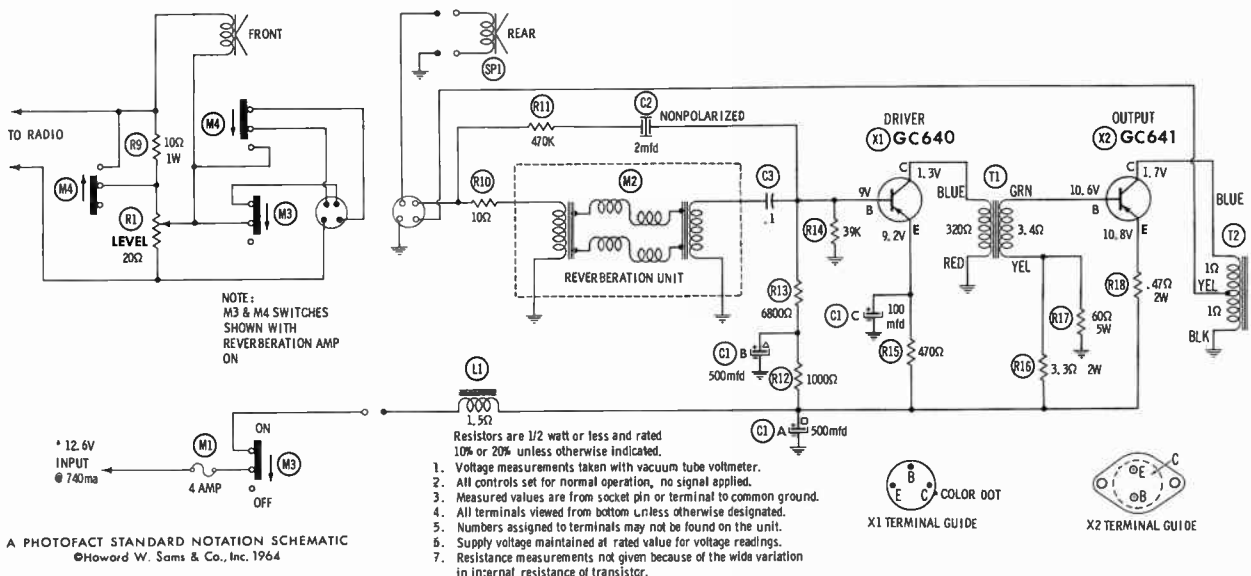 FRONT
REAR
SP1
TO RADIO
R9
10Ω
1W
M4
M4
R1
LEVEL
20Ω
M3
NOTE:
M3 & M4 SWITCHES
SHOWN WITH
REVERBERATION AMP
ON
R11
470K
C2
NONPOLARIZED
2mfd
R10
10Ω
M2
REVERBERATION UNIT
C3
.1
R14
39K
DRIVER
X1 GC640
C
1.3V
9V
B
9.2V
E
BLUE
T1
GRN
320Ω
3.4Ω
RED
YEL
OUTPUT
X2 GC641
C
1.7V
10.6V
B
10.8V
E
BLUE
T2
1Ω
YEL
1Ω
BLK
R18
.47Ω
2W
R17
60Ω
5W
R16
3.3Ω 2W
R13
6800Ω
C1 B
500mfd
R12
1000Ω
C1 C
100
mfd
R15
470Ω
C1 A
500mfd
L1
1.5Ω
* 12.6V
INPUT
@ 740ma
M1
4 AMP
ON
M3
OFF
Resistors are 1/2 watt or less and rated
10% or 20% unless otherwise indicated.
1. Voltage measurements taken with vacuum tube voltmeter.
2. All controls set for normal operation, no signal applied.
3. Measured values are from socket pin or terminal to common ground.
4. All terminals viewed from bottom unless otherwise designated.
5. Numbers assigned to terminals may not be found on the unit.
6. Supply voltage maintained at rated value for voltage readings.
7. Resistance measurements not given because of the wide variation
in internal resistance of transistor.
B
E
C
COLOR DOT
X1 TERMINAL GUIDE
E
B
C
X2 TERMINAL GUIDE
A PHOTOFACT STANDARD NOTATION SCHEMATIC
©Howard W. Sams & Co., Inc. 1964